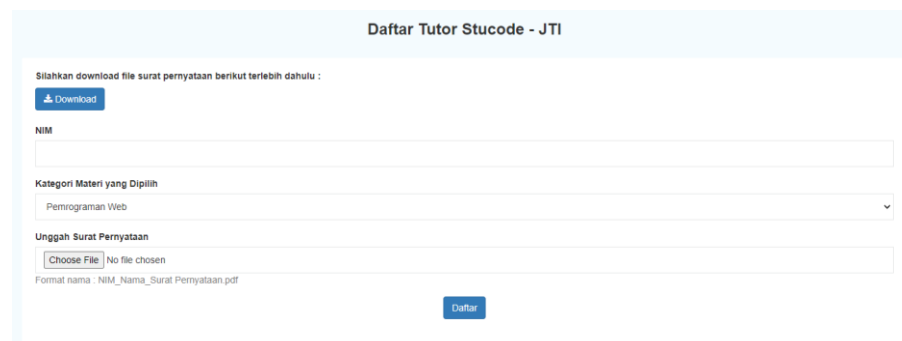 Daftar Tutor Stucode - JTI
Silahkan download file surat pernyataan berikut terlebih dahulu :
Download
NIM
Kategori Materi yang Dipilih
Pemrograman Web
Unggah Surat Pernyataan
Choose File No file chosen
Format nama : NIM_Nama_Surat Pernyataan.pdf
Daftar